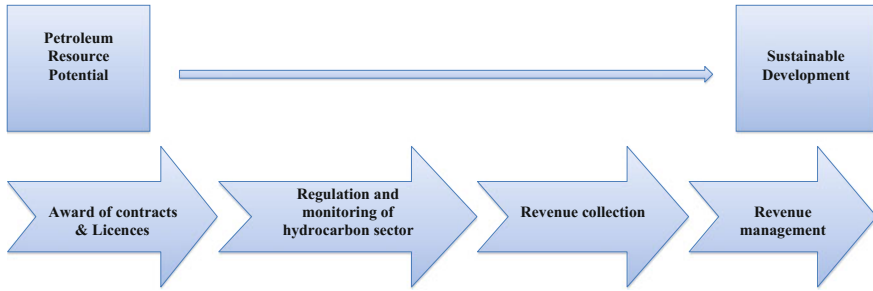 Petroleum
Resource
Potential
Sustainable
Development
Award of contracts
& Licences
Regulation and
monitoring of
hydrocarbon sector
Revenue collection
Revenue
management